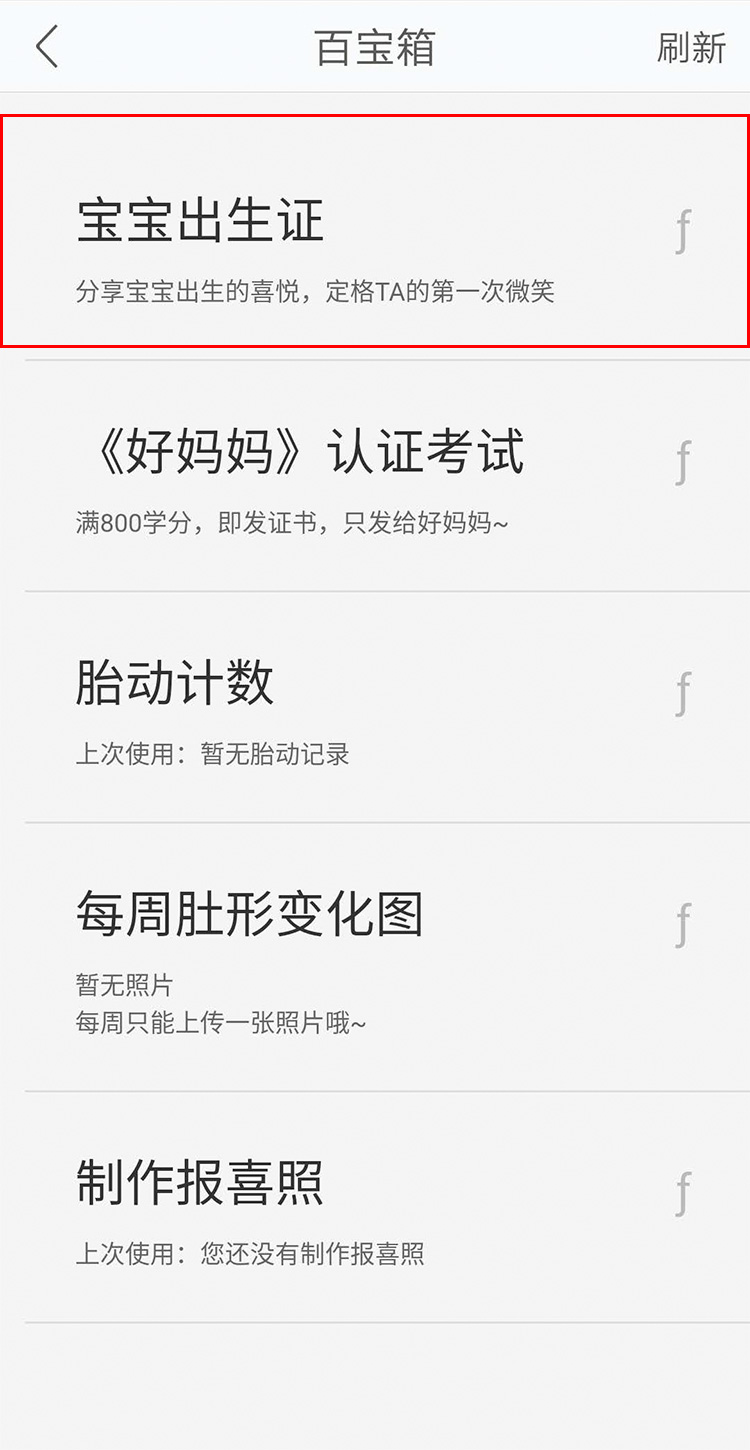 百宝箱
刷新
宝宝出生证
ƒ
分享宝宝出生的喜悦，定格TA的第一次微笑
《好妈妈》认证考试
ƒ
满800学分，即发证书，只发给好妈妈~
胎动计数
ƒ
上次使用：暂无胎动记录
每周肚形变化图
ƒ
暂无照片
每周只能上传一张照片哦~
制作报喜照
ƒ
上次使用：您还没有制作报喜照